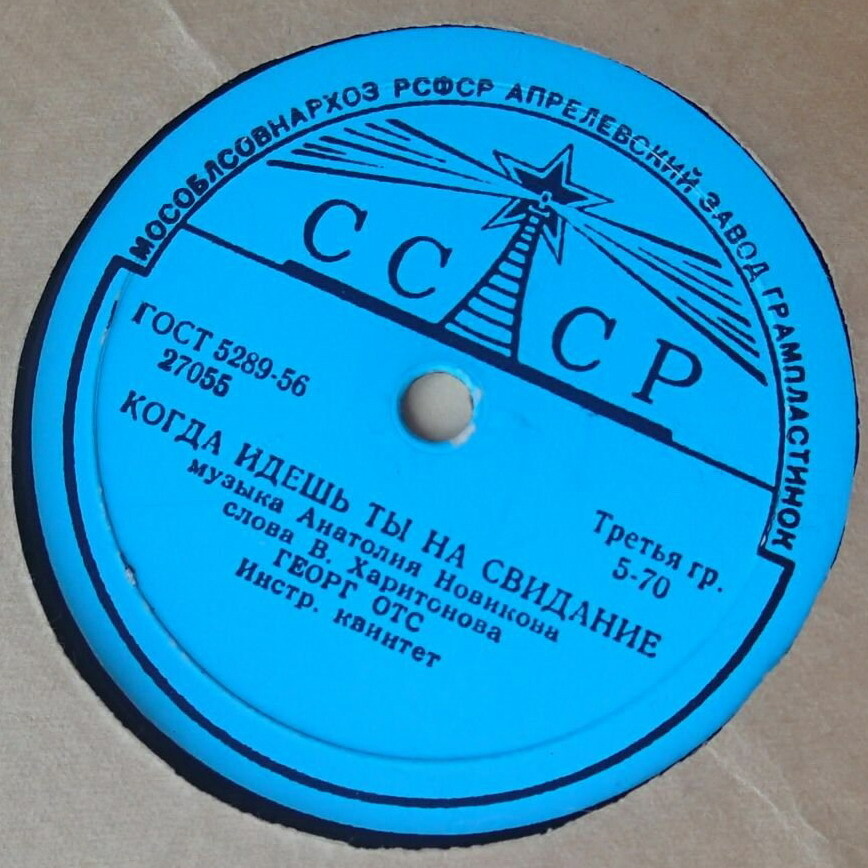 МОСОБЛСОВНАРХОЗ РСФСР АПРЕЛЕВСКИЙ ЗАВОД ГРАМПЛАСТИНОК
СССР
ГОСТ 5289-56
27055
Третья гр.
5-70
КОГДА ИДЕШЬ ТЫ НА СВИДАНИЕ
музыка Анатолия Новикова
слова В. Харитонова
ГЕОРГ ОТС
Инстр. квинтет